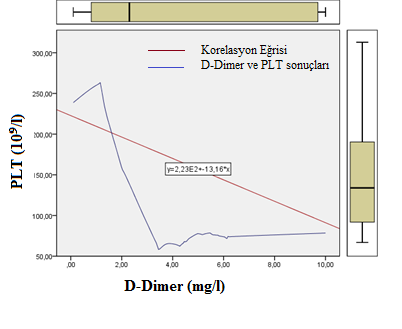 Korelasyon Eğrisi
D-Dimer ve PLT sonuçları
PLT (10⁹/l)
300,00
250,00
200,00
150,00
100,00
50,00
y=2,23E2+-13,16*x
,00
2,00
4,00
6,00
8,00
10,00
D-Dimer (mg/l)